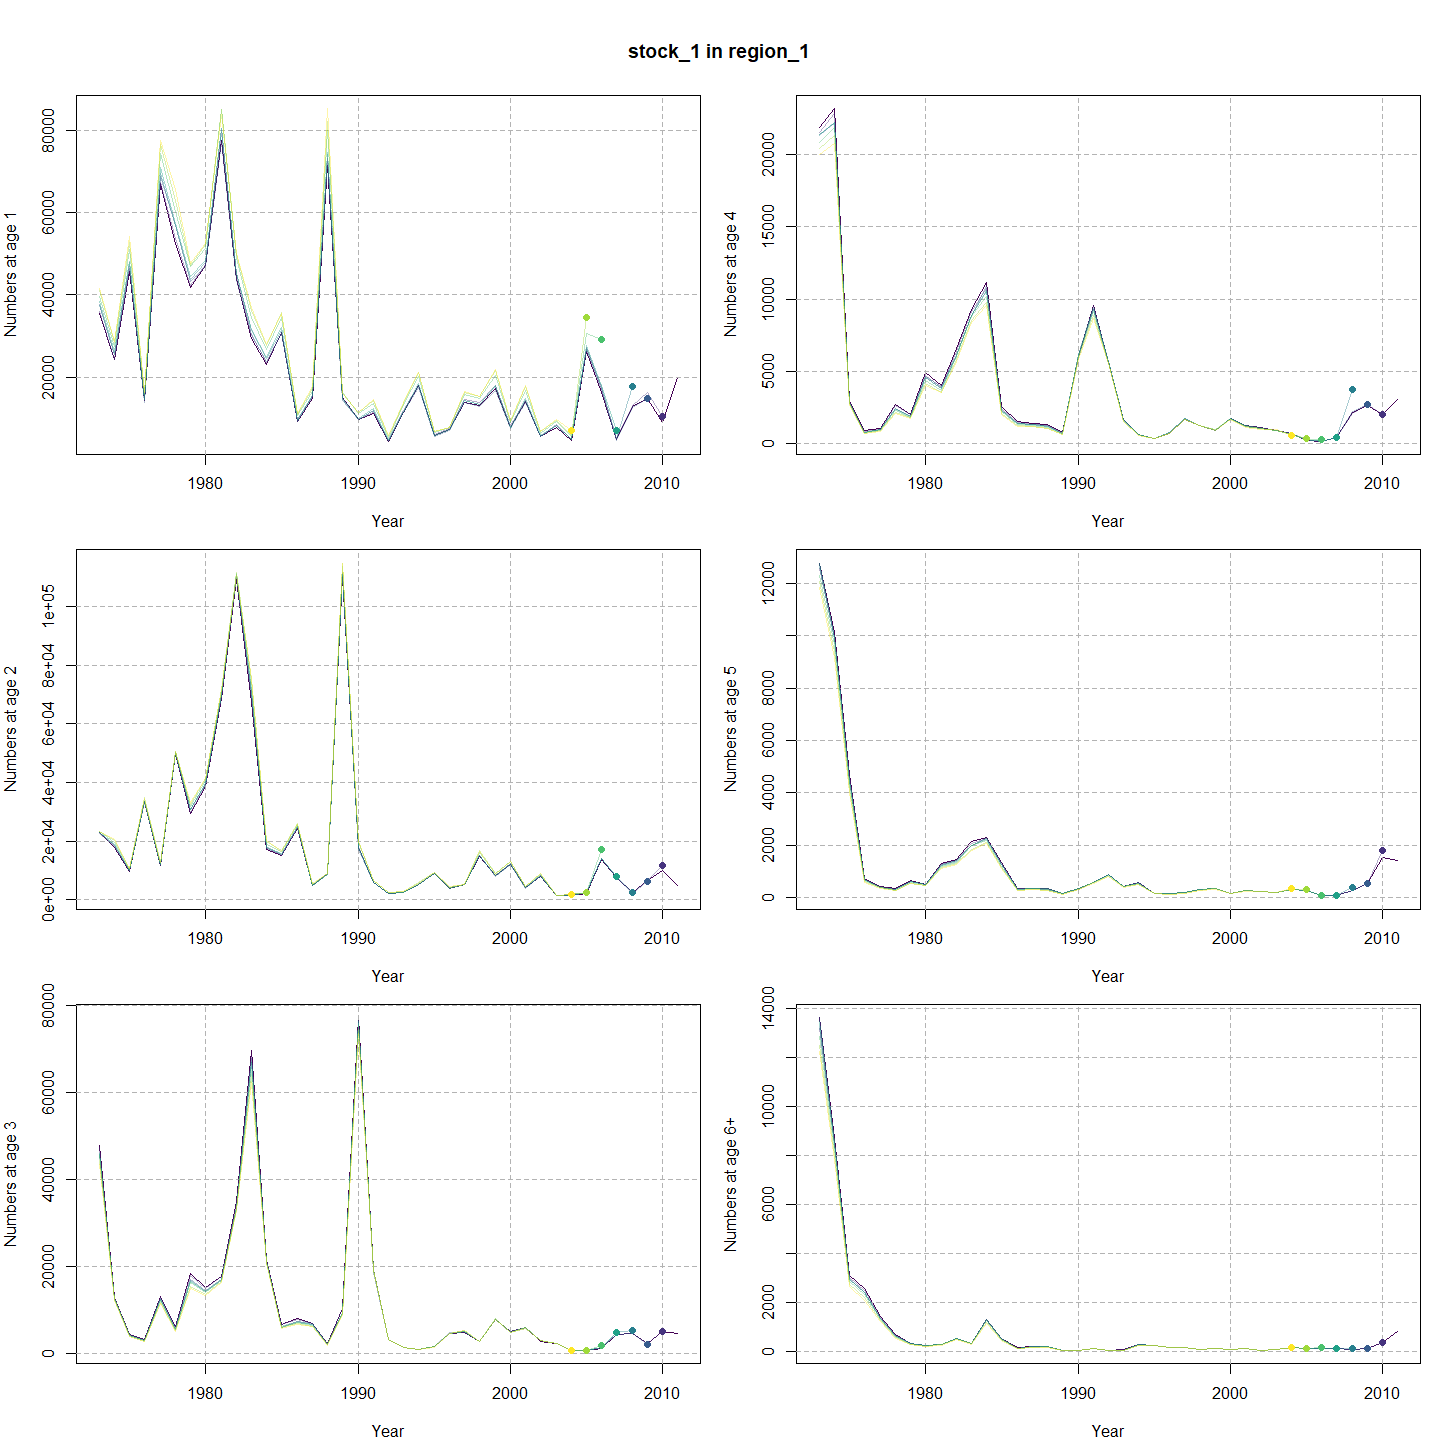 stock_1 in region_1
Numbers at age 1
20000 40000 60000 80000
1980 1990 2000 2010
Year
Numbers at age 4
0 5000 10000 15000 20000
1980 1990 2000 2010
Year
Numbers at age 2
0e+00 2e+04 4e+04 6e+04 8e+04 1e+05
1980 1990 2000 2010
Year
Numbers at age 5
0 2000 4000 6000 8000 12000
1980 1990 2000 2010
Year
Numbers at age 3
0 20000 40000 60000 80000
1980 1990 2000 2010
Year
Numbers at age 6+
0 2000 6000 10000 14000
1980 1990 2000 2010
Year